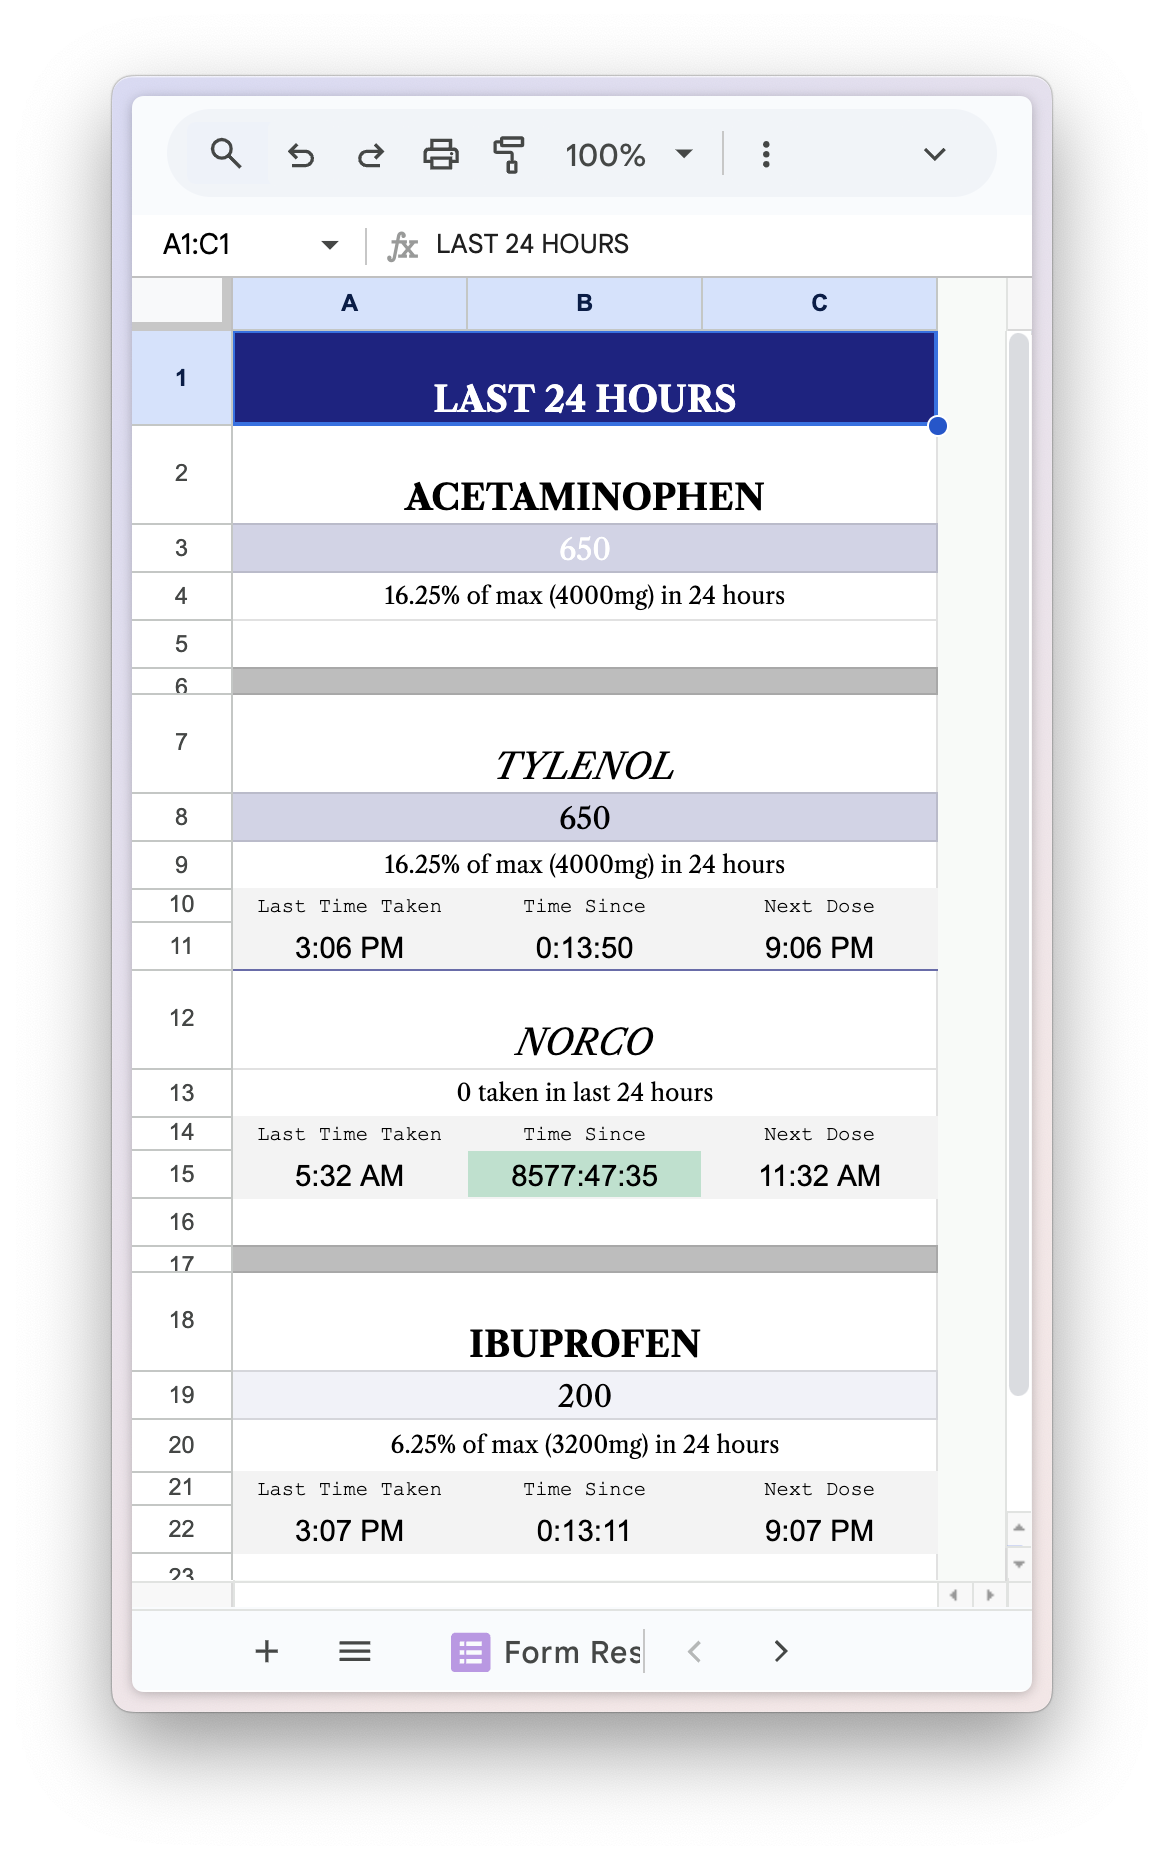 100%
A1:C1 fx LAST 24 HOURS
A B C
1 LAST 24 HOURS
2 ACETAMINOPHEN
3 650
4 16.25% of max (4000mg) in 24 hours
5
6
7 TYLENOL
8 650
9 16.25% of max (4000mg) in 24 hours
10 Last Time Taken Time Since Next Dose
11 3:06 PM 0:13:50 9:06 PM
12 NORCO
13 0 taken in last 24 hours
14 Last Time Taken Time Since Next Dose
15 5:32 AM 8577:47:35 11:32 AM
16
17
18 IBUPROFEN
19 200
20 6.25% of max (3200mg) in 24 hours
21 Last Time Taken Time Since Next Dose
22 3:07 PM 0:13:11 9:07 PM
23
Form Res